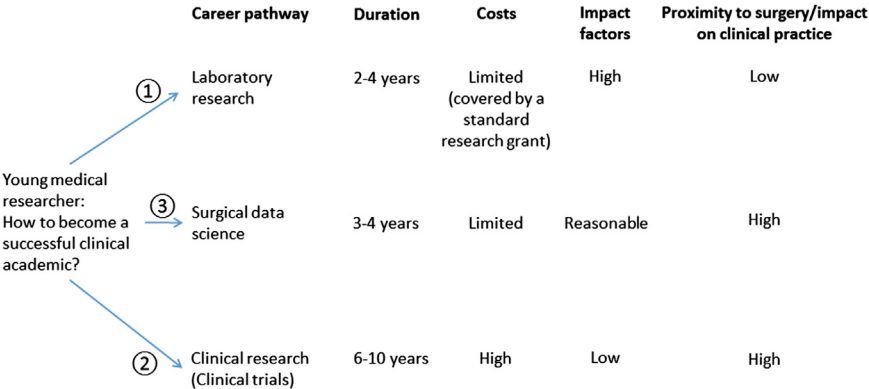 Career pathway Duration Costs Impact factors Proximity to surgery/impact on clinical practice
① Laboratory research 2-4 years Limited (covered by a standard research grant) High Low
Young medical
researcher:
How to become a
successful clinical
academic?
③ Surgical data science 3-4 years Limited Reasonable High
② Clinical research (Clinical trials) 6-10 years High Low High